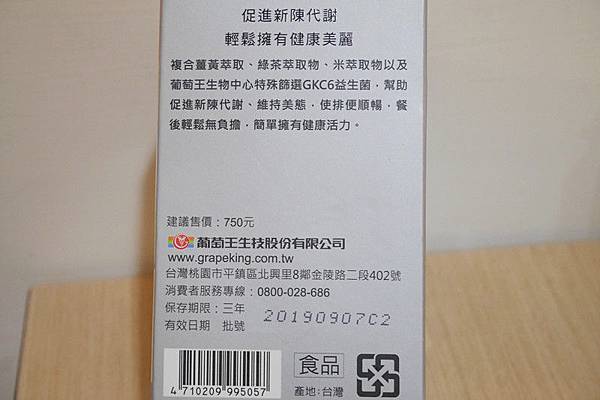 促進新陳代謝
輕鬆擁有健康美麗
複合薑黃萃取、綠茶萃取物、米萃取物以及
葡萄王生物中心特殊篩選GKC6益生菌，幫助
促進新陳代謝、維持美態，使排便順暢，餐
後輕鬆無負擔，簡單擁有健康活力。
建議售價：750元
葡萄王生技股份有限公司
www.grapeking.com.tw
台灣桃園市平鎮區北興里8鄰金陵路二段402號
消費者服務專線：0800-028-686
保存期限：三年
有效日期 批號 20190907C2
4 710209 995057
食品
產地：台灣